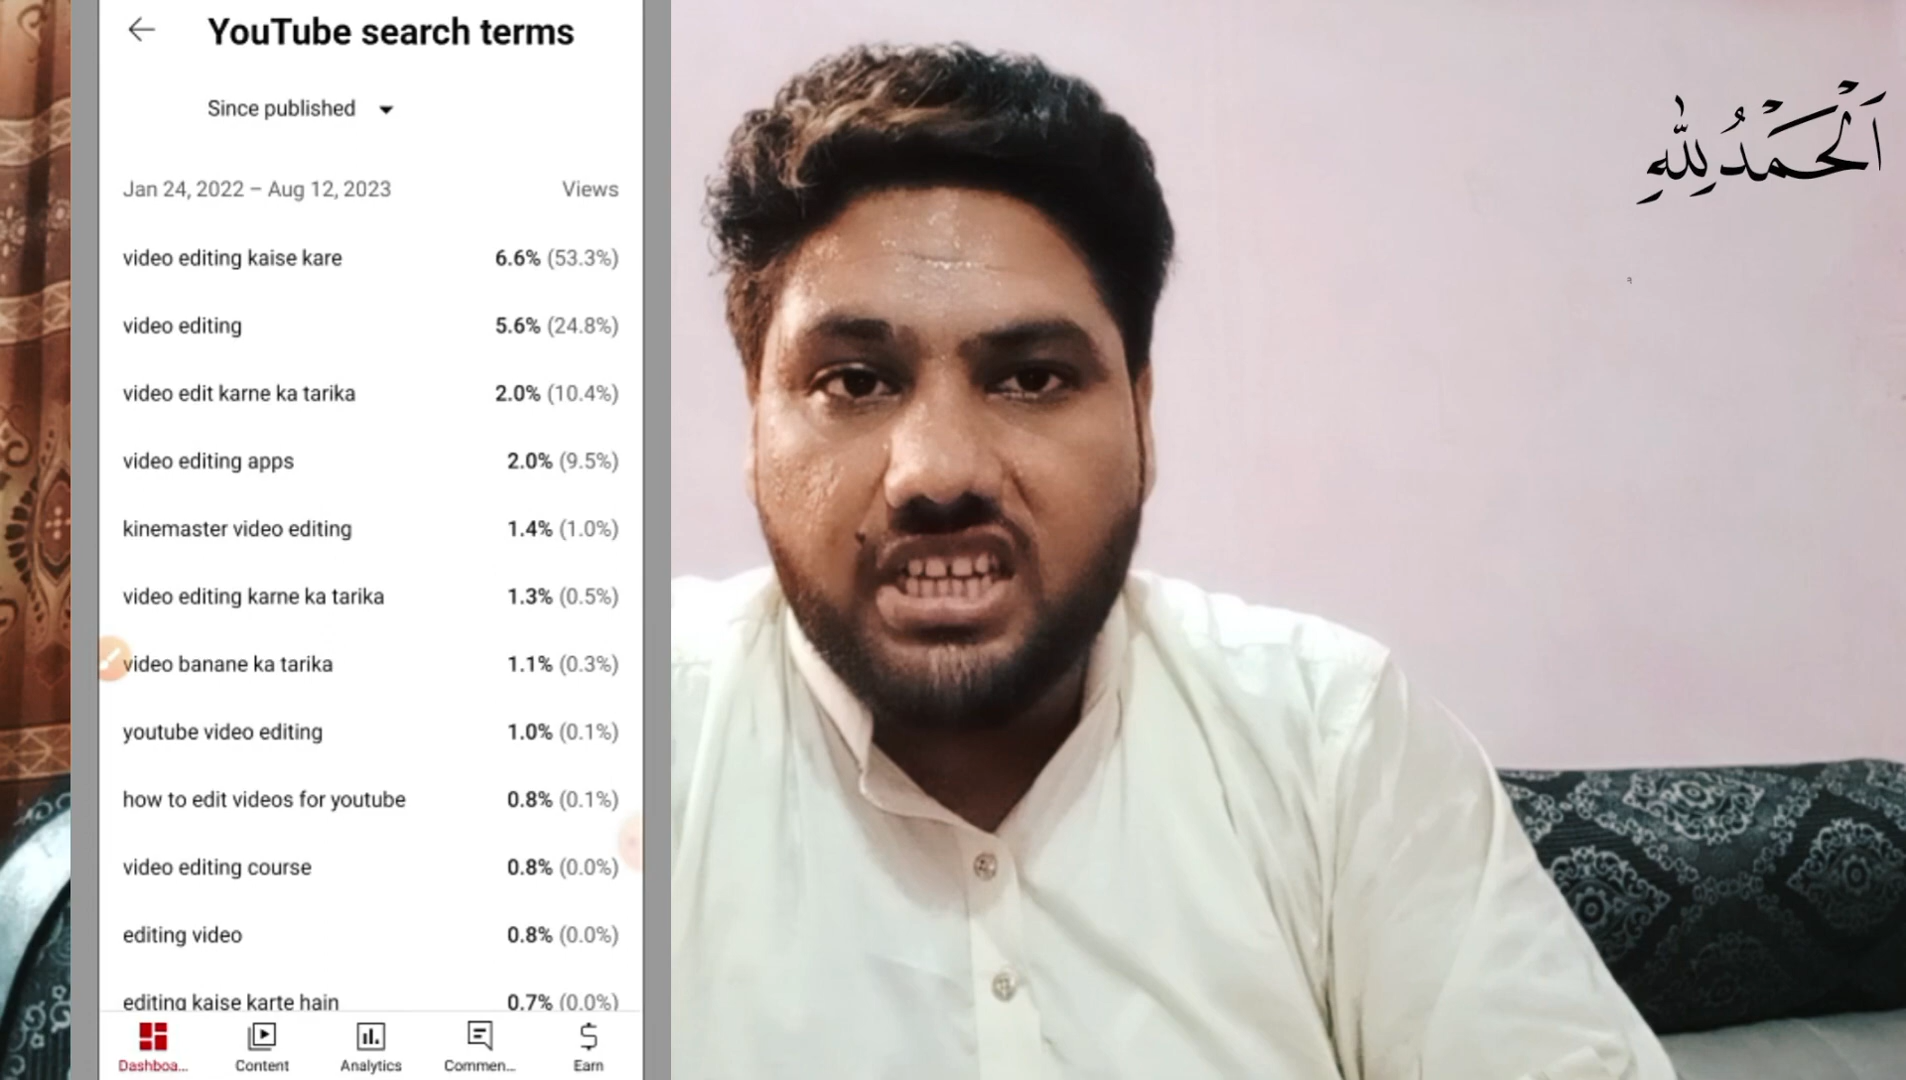 YouTube search terms
Since published
Jan 24, 2022 – Aug 12, 2023 Views
video editing kaise kare 6.6% (53.3%)
video editing 5.6% (24.8%)
video edit karne ka tarika 2.0% (10.4%)
video editing apps 2.0% (9.5%)
kinemaster video editing 1.4% (1.0%)
video editing karne ka tarika 1.3% (0.5%)
video banane ka tarika 1.1% (0.3%)
youtube video editing 1.0% (0.1%)
how to edit videos for youtube 0.8% (0.1%)
video editing course 0.8% (0.0%)
editing video 0.8% (0.0%)
editing kaise karte hain 0.7% (0.0%)
Dashboa... Content Analytics Commen... Earn
اَلْحَمْدُ لِلّٰهِ